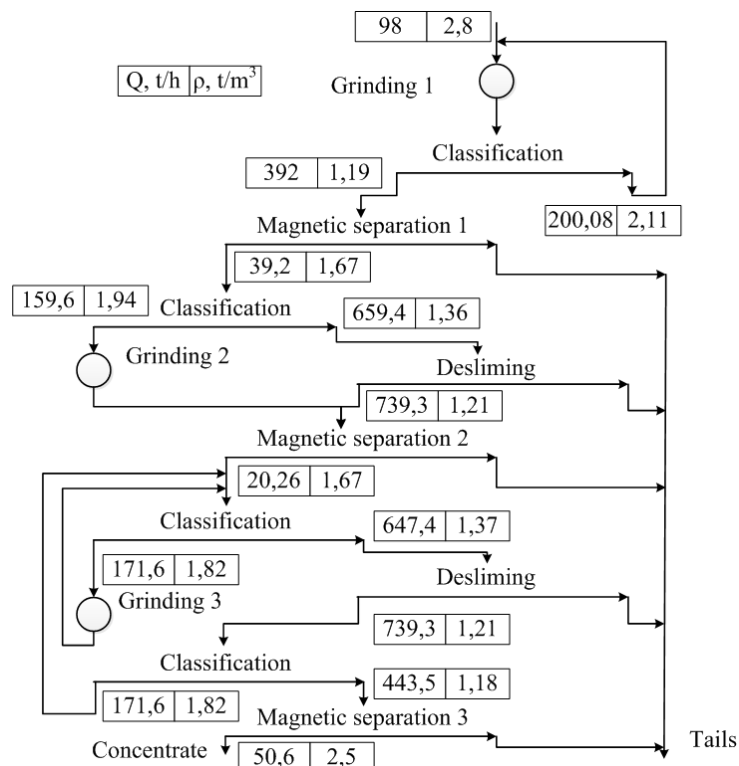 98 2,8
Q, t/h ρ, t/m³
Grinding 1
Classification
392 1,19
200,08 2,11
Magnetic separation 1
39,2 1,67
159,6 1,94
Classification
659,4 1,36
Grinding 2
Desliming
739,3 1,21
Magnetic separation 2
20,26 1,67
Classification
647,4 1,37
171,6 1,82
Desliming
Grinding 3
739,3 1,21
Classification
443,5 1,18
171,6 1,82
Magnetic separation 3
Tails
Concentrate
50,6 2,5